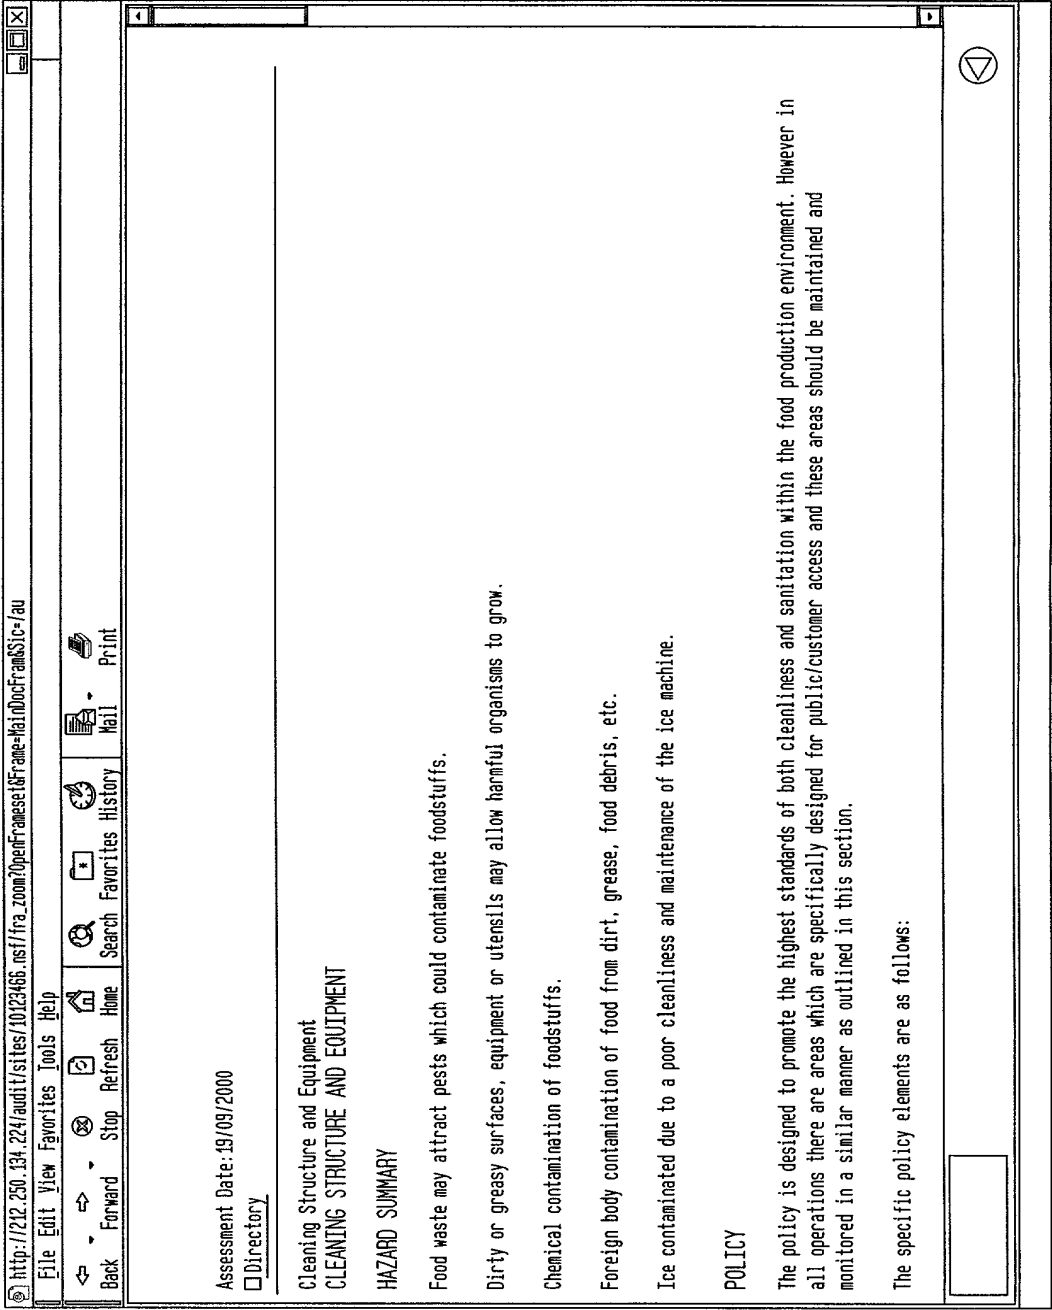 http://212.250.134.224/audit/sites/10123466.nsf/fra_zoom?OpenFrameset&Frame=MainDocFram&Sic=/au
File Edit View Favorites Tools Help
Back Forward Stop Refresh Home Search Favorites History Mail Print
Assessment Date:19/09/2000
Directory
Cleaning Structure and Equipment
CLEANING STRUCTURE AND EQUIPMENT
HAZARD SUMMARY
Food waste may attract pests which could contaminate foodstuffs.
Dirty or greasy surfaces, equipment or utensils may allow harmful organisms to grow.
Chemical contamination of foodstuffs.
Foreign body contamination of food from dirt, grease, food debris, etc.
Ice contaminated due to a poor cleanliness and maintenance of the ice machine.
POLICY
The policy is designed to promote the highest standards of both cleanliness and sanitation within the food production environment. However in
all operations there are areas which are specifically designed for public/customer access and these areas should be maintained and
monitored in a similar manner as outlined in this section.
The specific policy elements are as follows: